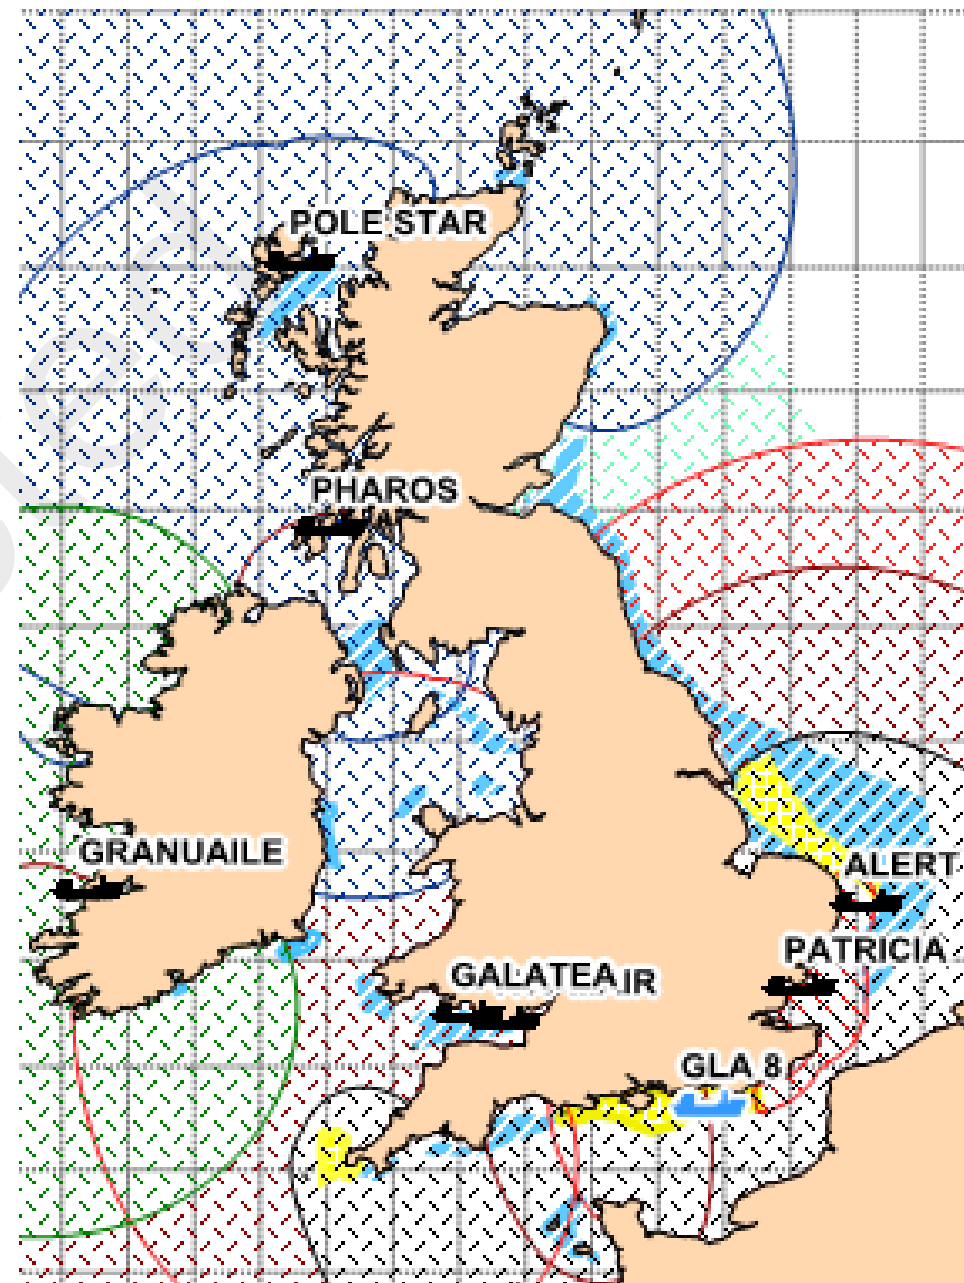 POLE STAR
PHAROS
GRANUAILE
ALERT
PATRICIA
GALATEA IR
GLA 8